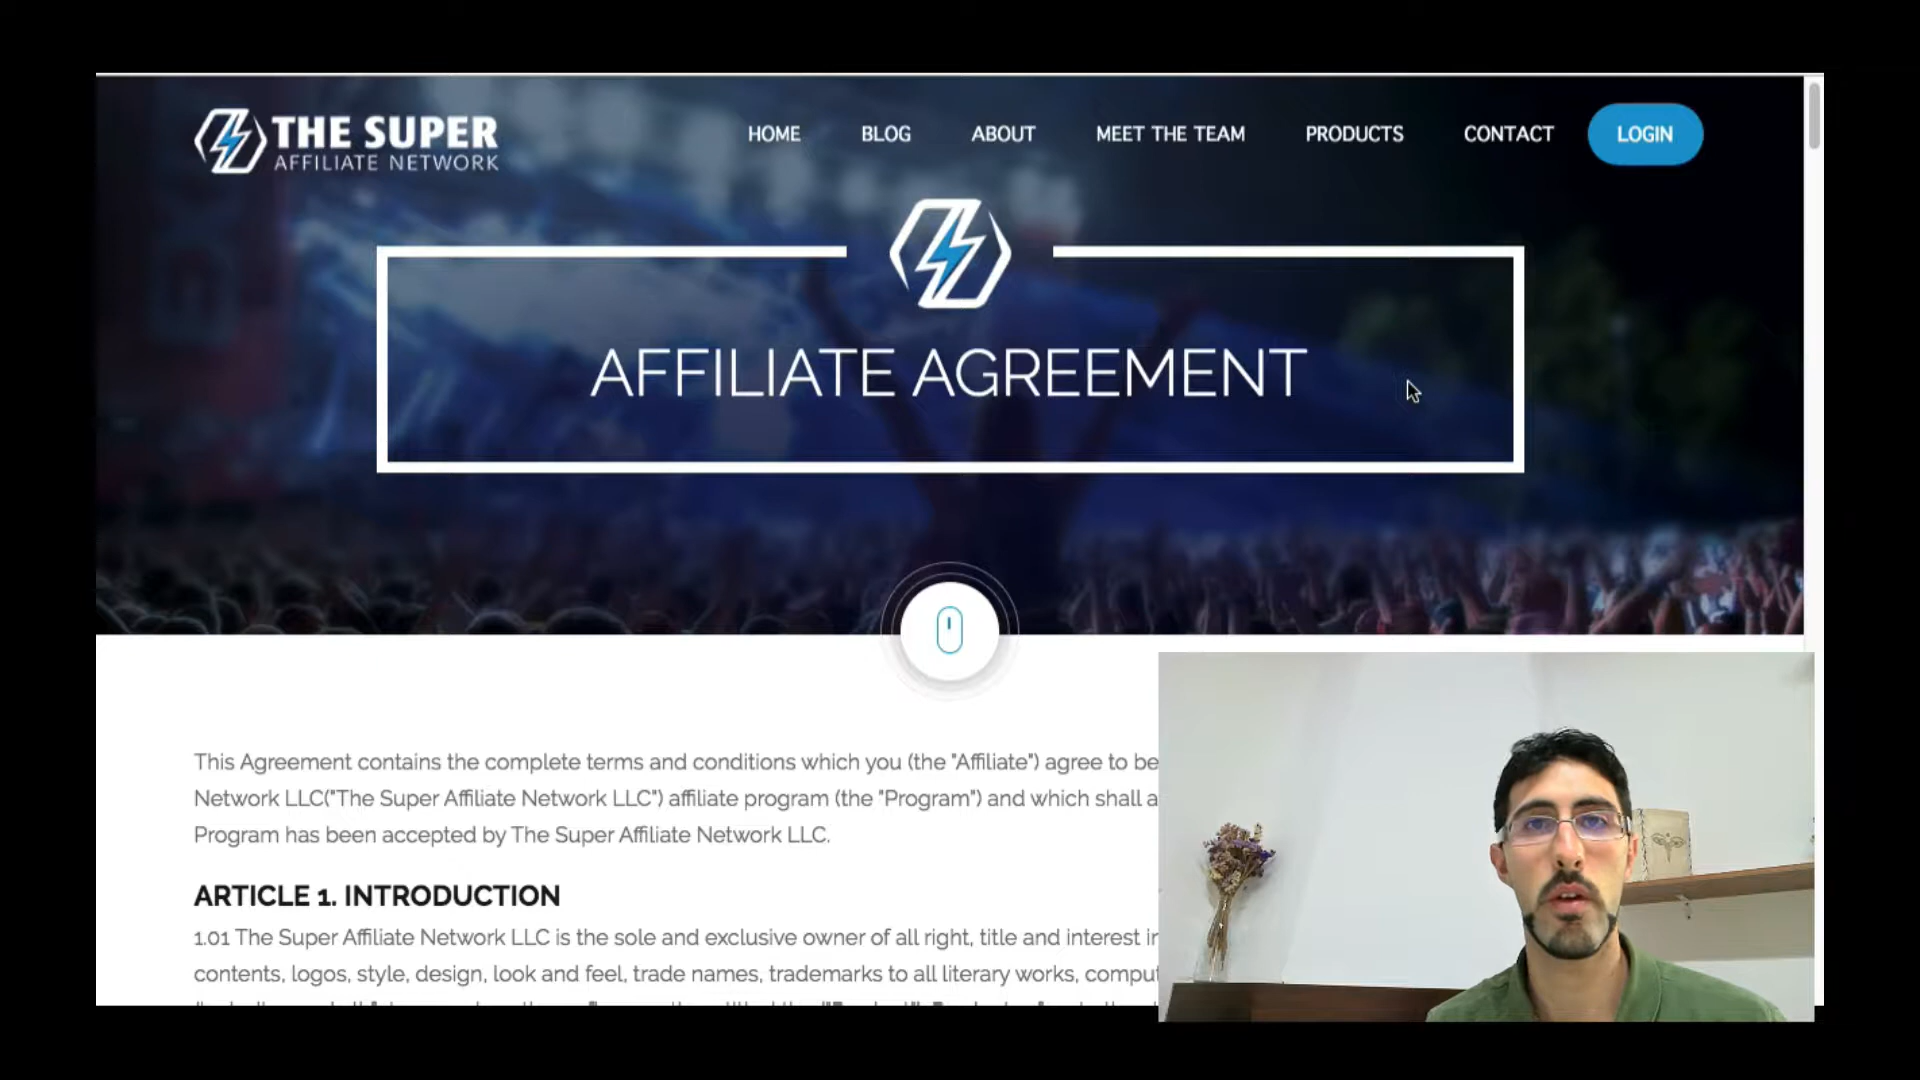 THE SUPER
AFFILIATE NETWORK
HOME BLOG ABOUT MEET THE TEAM PRODUCTS CONTACT LOGIN
AFFILIATE AGREEMENT
This Agreement contains the complete terms and conditions which you (the "Affiliate") agree to be
Network LLC("The Super Affiliate Network LLC") affiliate program (the "Program") and which shall a
Program has been accepted by The Super Affiliate Network LLC.
ARTICLE 1. INTRODUCTION
1.01 The Super Affiliate Network LLC is the sole and exclusive owner of all right, title and interest in
contents, logos, style, design, look and feel, trade names, trademarks to all literary works, comput